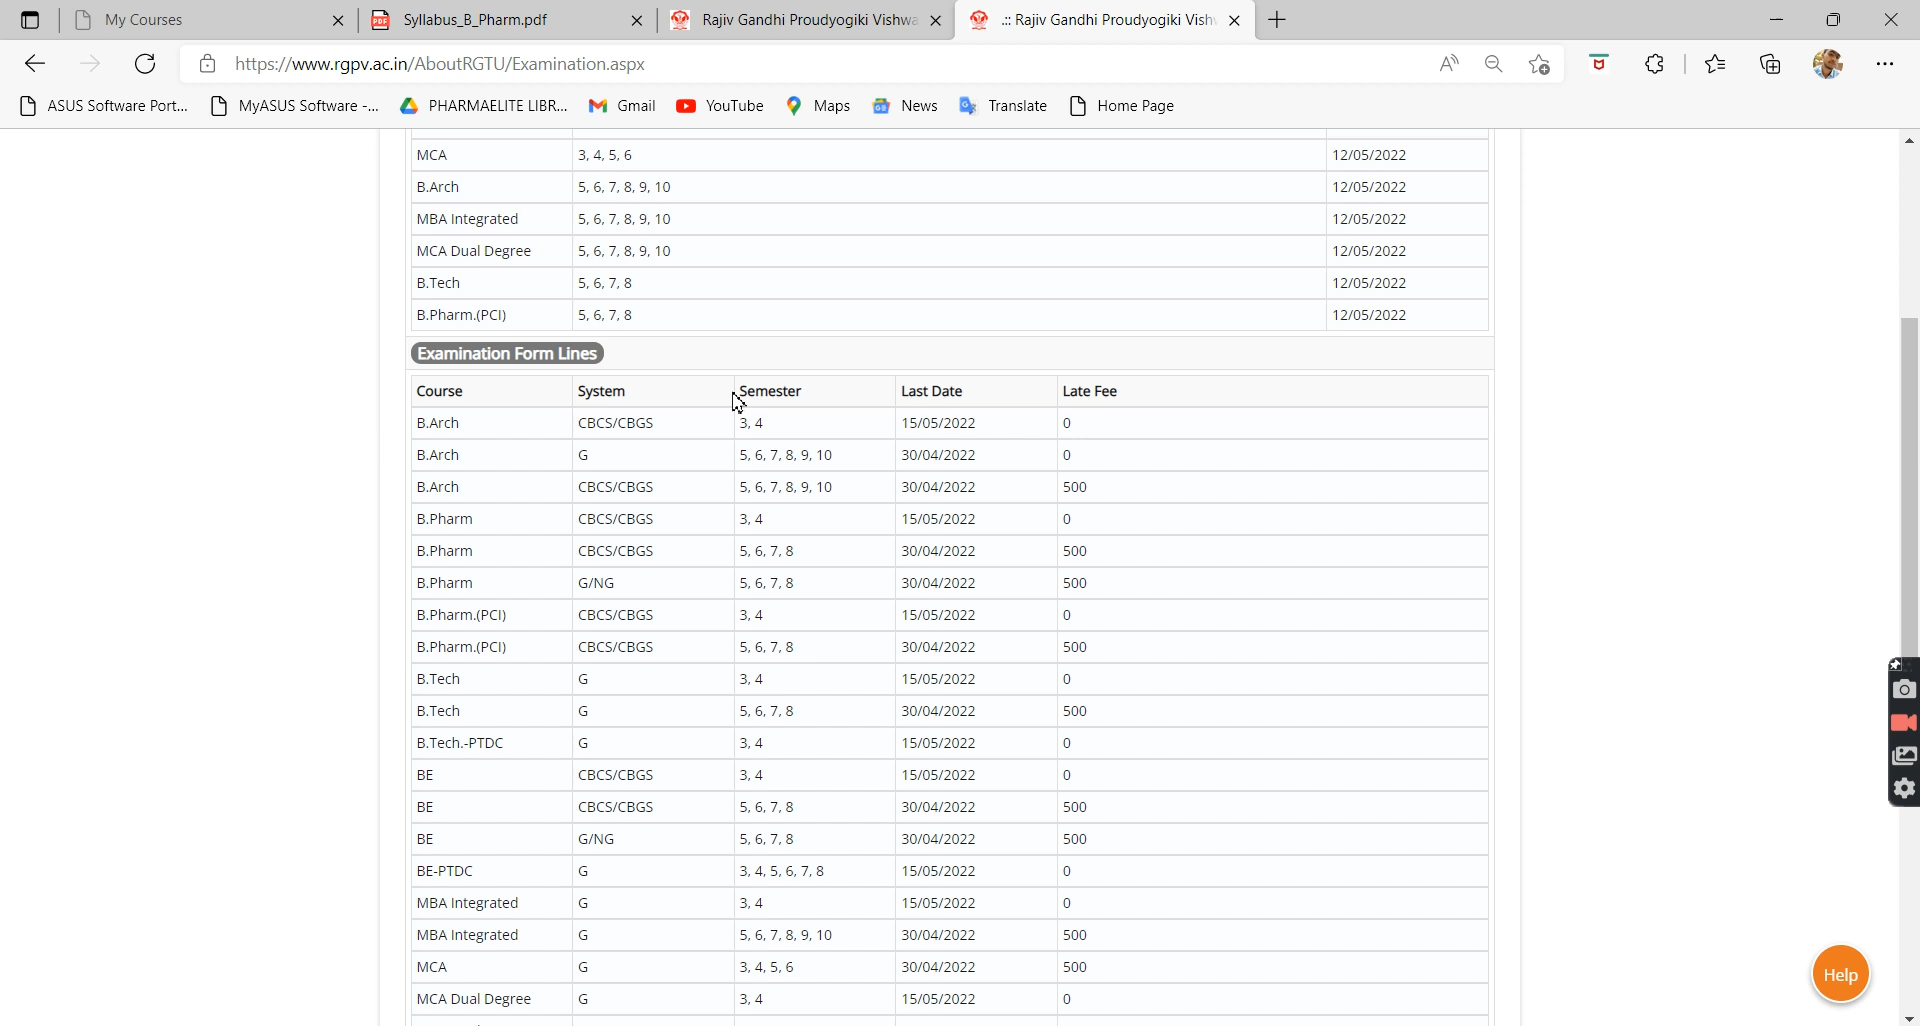 My Courses
Syllabus_B_Pharm.pdf
Rajiv Gandhi Proudyogiki Vishwa
.:: Rajiv Gandhi Proudyogiki Vish
https://www.rgpv.ac.in/AboutRGTU/Examination.aspx
ASUS Software Port... MyASUS Software -... PHARMAELITE LIBR... Gmail YouTube Maps News Translate Home Page
MCA 3, 4, 5, 6 12/05/2022
B.Arch 5, 6, 7, 8, 9, 10 12/05/2022
MBA Integrated 5, 6, 7, 8, 9, 10 12/05/2022
MCA Dual Degree 5, 6, 7, 8, 9, 10 12/05/2022
B.Tech 5, 6, 7, 8 12/05/2022
B.Pharm.(PCI) 5, 6, 7, 8 12/05/2022
Examination Form Lines
Course System Semester Last Date Late Fee
B.Arch CBCS/CBGS 3, 4 15/05/2022 0
B.Arch G 5, 6, 7, 8, 9, 10 30/04/2022 0
B.Arch CBCS/CBGS 5, 6, 7, 8, 9, 10 30/04/2022 500
B.Pharm CBCS/CBGS 3, 4 15/05/2022 0
B.Pharm CBCS/CBGS 5, 6, 7, 8 30/04/2022 500
B.Pharm G/NG 5, 6, 7, 8 30/04/2022 500
B.Pharm.(PCI) CBCS/CBGS 3, 4 15/05/2022 0
B.Pharm.(PCI) CBCS/CBGS 5, 6, 7, 8 30/04/2022 500
B.Tech G 3, 4 15/05/2022 0
B.Tech G 5, 6, 7, 8 30/04/2022 500
B.Tech.-PTDC G 3, 4 15/05/2022 0
BE CBCS/CBGS 3, 4 15/05/2022 0
BE CBCS/CBGS 5, 6, 7, 8 30/04/2022 500
BE G/NG 5, 6, 7, 8 30/04/2022 500
BE-PTDC G 3, 4, 5, 6, 7, 8 15/05/2022 0
MBA Integrated G 3, 4 15/05/2022 0
MBA Integrated G 5, 6, 7, 8, 9, 10 30/04/2022 500
MCA G 3, 4, 5, 6 30/04/2022 500
MCA Dual Degree G 3, 4 15/05/2022 0
Help